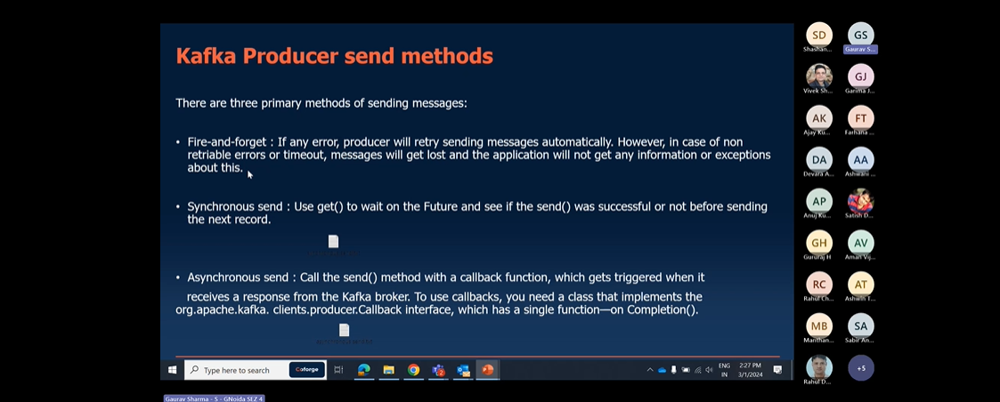 Kafka Producer send methods
There are three primary methods of sending messages:
• Fire-and-forget : If any error, producer will retry sending messages automatically. However, in case of non
retriable errors or timeout, messages will get lost and the application will not get any information or exceptions
about this.
• Synchronous send : Use get() to wait on the Future and see if the send() was successful or not before sending
the next record.
• Asynchronous send : Call the send() method with a callback function, which gets triggered when it
receives a response from the Kafka broker. To use callbacks, you need a class that implements the
org.apache.kafka. clients.producer.Callback interface, which has a single function—on Completion().
Type here to search
Coforge
ENG
IN
2:27 PM
3/1/2024
Gaurav Sharma - S - GNoida SEZ 4
SD
Shashan...
GS
Gaurav S...
Vivek Sh...
GJ
Garima J...
AK
Ajay Ku...
FT
Farhana ...
DA
Devara A...
AA
Ashwani ...
AP
Anuj Ku...
Satish D...
GH
Gururaj H
AV
Aman Vij...
RC
Rahul Ch...
AT
Ashwin T...
MB
Manthan...
SA
Sabir An...
Rahul D...
+5